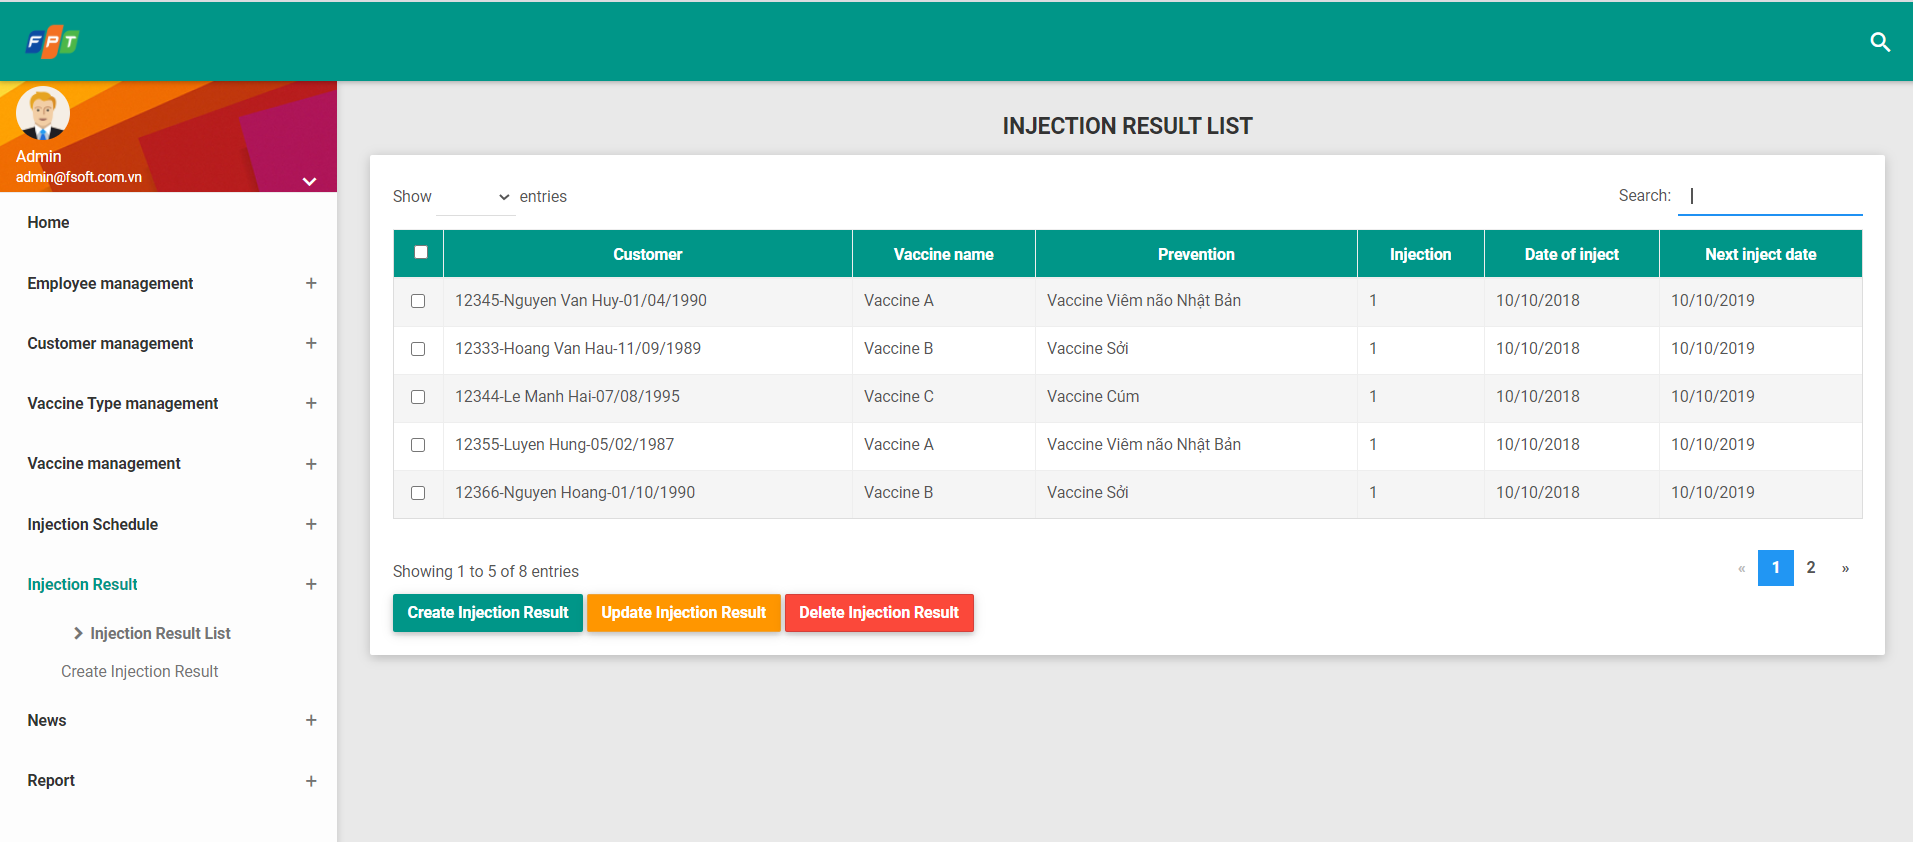 FPT
Admin
admin@fsoft.com.vn
Home
Employee management +
Customer management +
Vaccine Type management +
Vaccine management +
Injection Schedule +
Injection Result +
Injection Result List
Create Injection Result
News +
Report +
INJECTION RESULT LIST
Show entries
Search:
Customer Vaccine name Prevention Injection Date of inject Next inject date
12345-Nguyen Van Huy-01/04/1990 Vaccine A Vaccine Viêm não Nhật Bản 1 10/10/2018 10/10/2019
12333-Hoang Van Hau-11/09/1989 Vaccine B Vaccine Sởi 1 10/10/2018 10/10/2019
12344-Le Manh Hai-07/08/1995 Vaccine C Vaccine Cúm 1 10/10/2018 10/10/2019
12355-Luyen Hung-05/02/1987 Vaccine A Vaccine Viêm não Nhật Bản 1 10/10/2018 10/10/2019
12366-Nguyen Hoang-01/10/1990 Vaccine B Vaccine Sởi 1 10/10/2018 10/10/2019
Showing 1 to 5 of 8 entries
« 1 2 »
Create Injection Result Update Injection Result Delete Injection Result